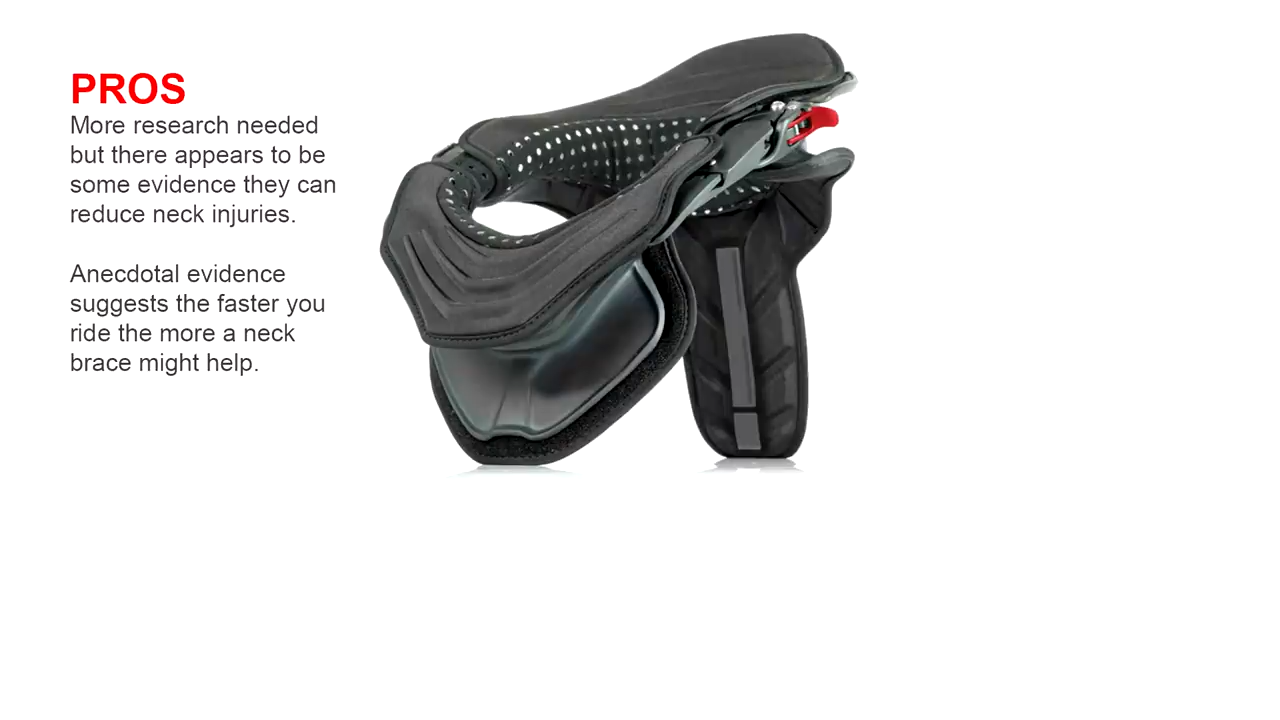 PROS
More research needed
but there appears to be
some evidence they can
reduce neck injuries.
Anecdotal evidence
suggests the faster you
ride the more a neck
brace might help.